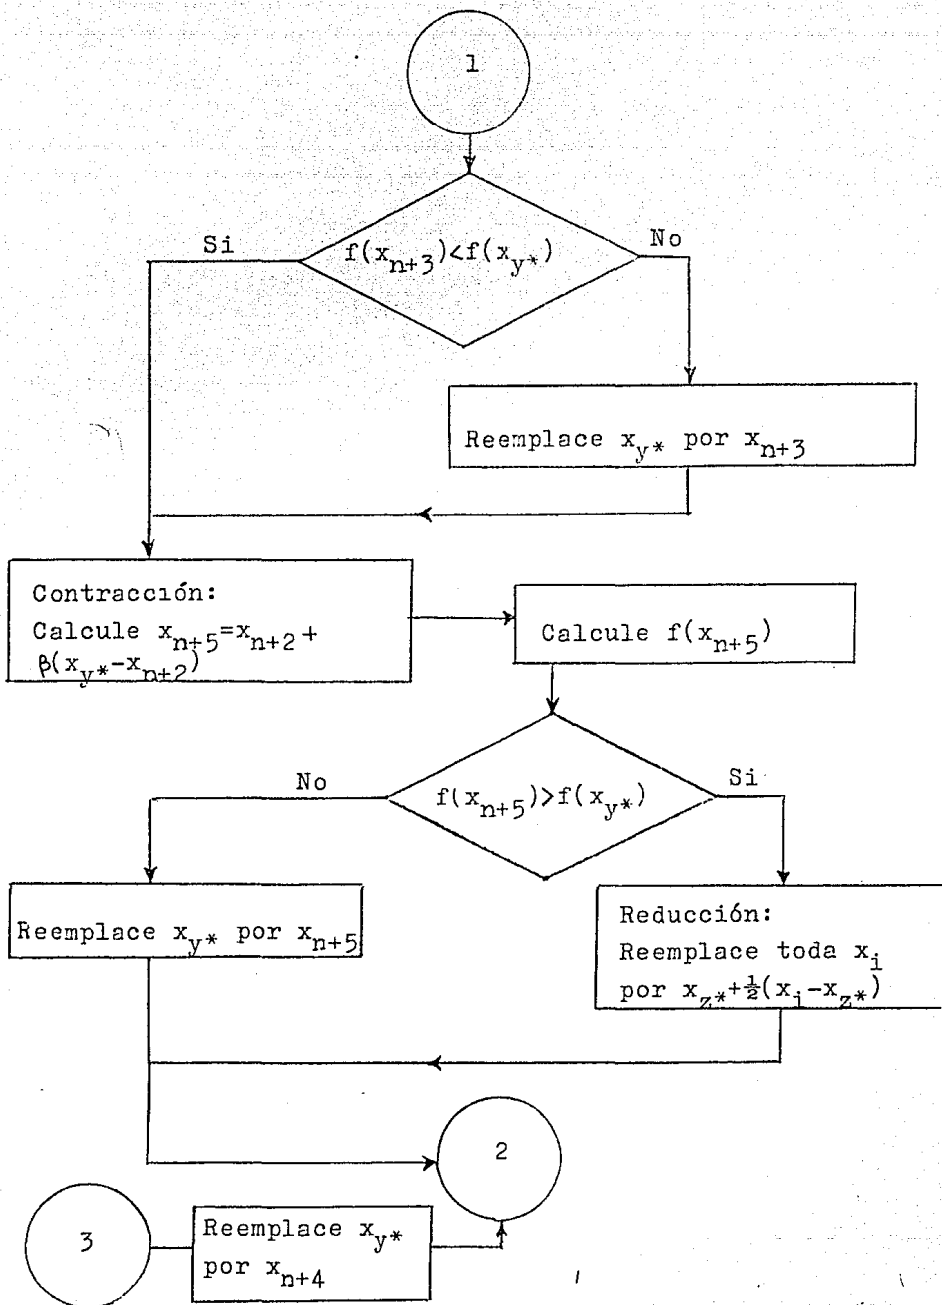 1
Si
f(x_{n+3})<f(x_{y*})
No
Reemplace x_{y*} por x_{n+3}
Contracción:
Calcule x_{n+5}=x_{n+2}+
β(x_{y*}-x_{n+2})
Calcule f(x_{n+5})
No
f(x_{n+5})>f(x_{y*})
Si
Reemplace x_{y*} por x_{n+5}
Reducción:
Reemplace toda x_i
por x_{z*}+½(x_i-x_{z*})
2
3
Reemplace x_{y*}
por x_{n+4}